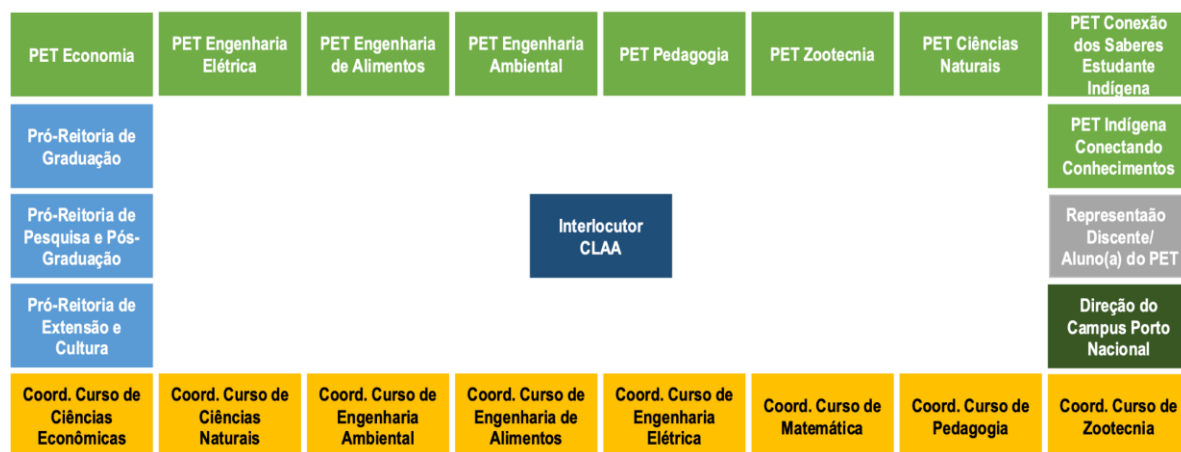 PET Economia
PET Engenharia
Elétrica
PET Engenharia
de Alimentos
PET Engenharia
Ambiental
PET Pedagogia
PET Zootecnia
PET Ciências
Naturais
PET Conexão
dos Saberes
Estudante
Indígena
Pró-Reitoria de
Graduação
PET Indígena
Conectando
Conhecimentos
Pró-Reitoria de
Pesquisa e Pós-
Graduação
Interlocutor
CLAA
Representaão
Discente/
Aluno(a) do PET
Pró-Reitoria de
Extensão e
Cultura
Direção do
Campus Porto
Nacional
Coord. Curso de
Ciências
Econômicas
Coord. Curso de
Ciências
Naturais
Coord. Curso de
Engenharia
Ambiental
Coord. Curso de
Engenharia de
Alimentos
Coord. Curso de
Engenharia
Elétrica
Coord. Curso de
Matemática
Coord. Curso de
Pedagogia
Coord. Curso de
Zootecnia